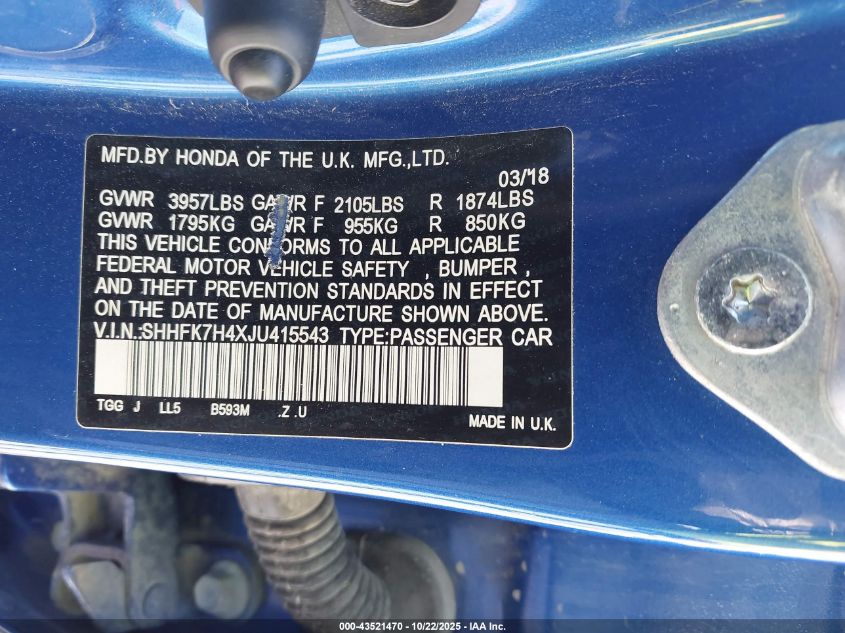 MFD.BY HONDA OF THE U.K. MFG.,LTD.
03/18
GVWR 3957LBS GAWR F 2105LBS R 1874LBS
GVWR 1795KG GAWR F 955KG R 850KG
THIS VEHICLE CONFORMS TO ALL APPLICABLE
FEDERAL MOTOR VEHICLE SAFETY , BUMPER ,
AND THEFT PREVENTION STANDARDS IN EFFECT
ON THE DATE OF MANUFACTURE SHOWN ABOVE.
V.I.N.:SHHFK7H4XJU415543 TYPE:PASSENGER CAR
TGG J LL5 B593M .Z .U
MADE IN U.K.
000-43521470 - 10/22/2025 - IAA Inc.